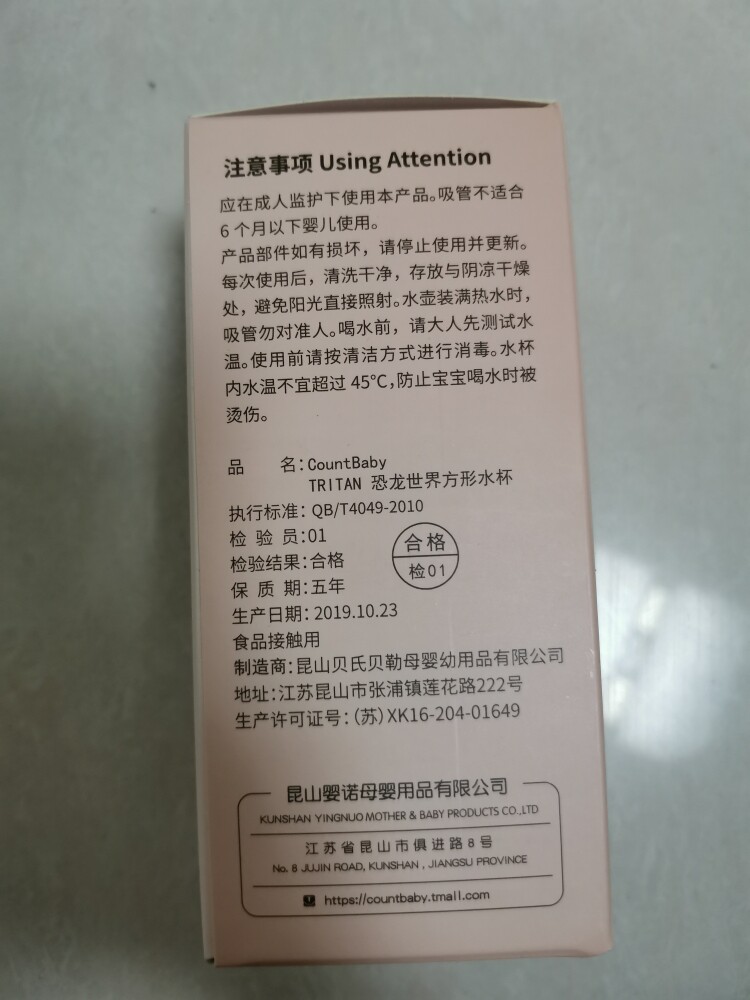 注意事项 Using Attention
应在成人监护下使用本产品。吸管不适合
6个月以下婴儿使用。
产品部件如有损坏，请停止使用并更新。
每次使用后，清洗干净，存放与阴凉干燥
处，避免阳光直接照射。水壶装满热水时，
吸管勿对准人。喝水前，请大人先测试水
温。使用前请按清洁方式进行消毒。水杯
内水温不宜超过 45℃，防止宝宝喝水时被
烫伤。
品 名：CountBaby
TRITAN 恐龙世界方形水杯
执行标准：QB/T4049-2010
检 验 员：01
检验结果：合格
合格
检01
保 质 期：五年
生产日期：2019.10.23
食品接触用
制造商：昆山贝氏贝勒母婴幼用品有限公司
地址：江苏昆山市张浦镇莲花路222号
生产许可证号：（苏）XK16-204-01649
昆山婴诺母婴用品有限公司
KUNSHAN YINGNUO MOTHER & BABY PRODUCTS CO.,LTD
江苏省昆山市俱进路8号
No. 8 JUJIN ROAD, KUNSHAN , JIANGSU PROVINCE
https://countbaby.tmall.com